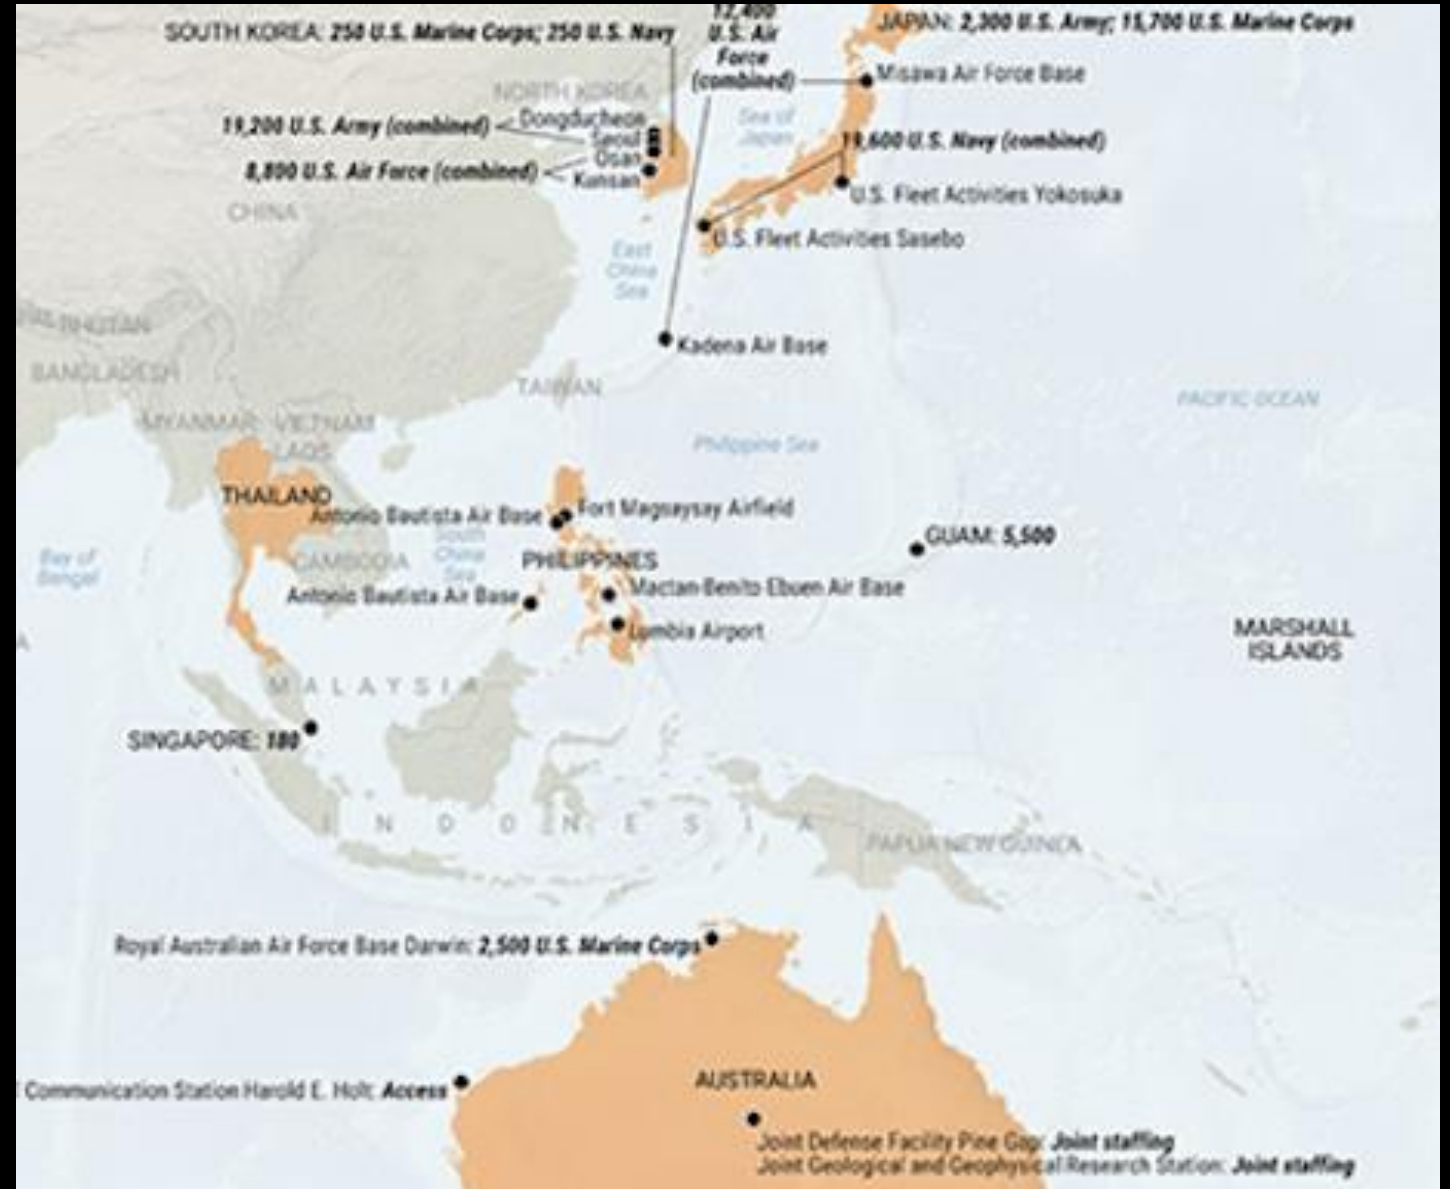 SOUTH KOREA: 250 U.S. Marine Corps; 250 U.S. Navy
12,400
U.S. Air
Force
(combined)
JAPAN: 2,300 U.S. Army; 15,700 U.S. Marine Corps
Misawa Air Force Base
NORTH KOREA
19,200 U.S. Army (combined)
Dongducheon
Seoul
Osan
8,800 U.S. Air Force (combined)
Kunsan
Sea of
Japan
19,600 U.S. Navy (combined)
U.S. Fleet Activities Yokosuka
CHINA
U.S. Fleet Activities Sasebo
East
China
Sea
BHUTAN
Kadena Air Base
BANGLADESH
TAIWAN
PACIFIC OCEAN
MYANMAR
VIETNAM
LAOS
Philippine Sea
THAILAND
Antonio Bautista Air Base
Fort Magsaysay Airfield
South
China
Sea
GUAM: 5,500
Bay of
Bengal
CAMBODIA
PHILIPPINES
Antonio Bautista Air Base
Mactan-Benito Ebuen Air Base
Lumbia Airport
MARSHALL
ISLANDS
MALAYSIA
SINGAPORE: 180
INDONESIA
PAPUA NEW GUINEA
Royal Australian Air Force Base Darwin: 2,500 U.S. Marine Corps
Communication Station Harold E. Holt: Access
AUSTRALIA
Joint Defense Facility Pine Gap: Joint staffing
Joint Geological and Geophysical Research Station: Joint staffing